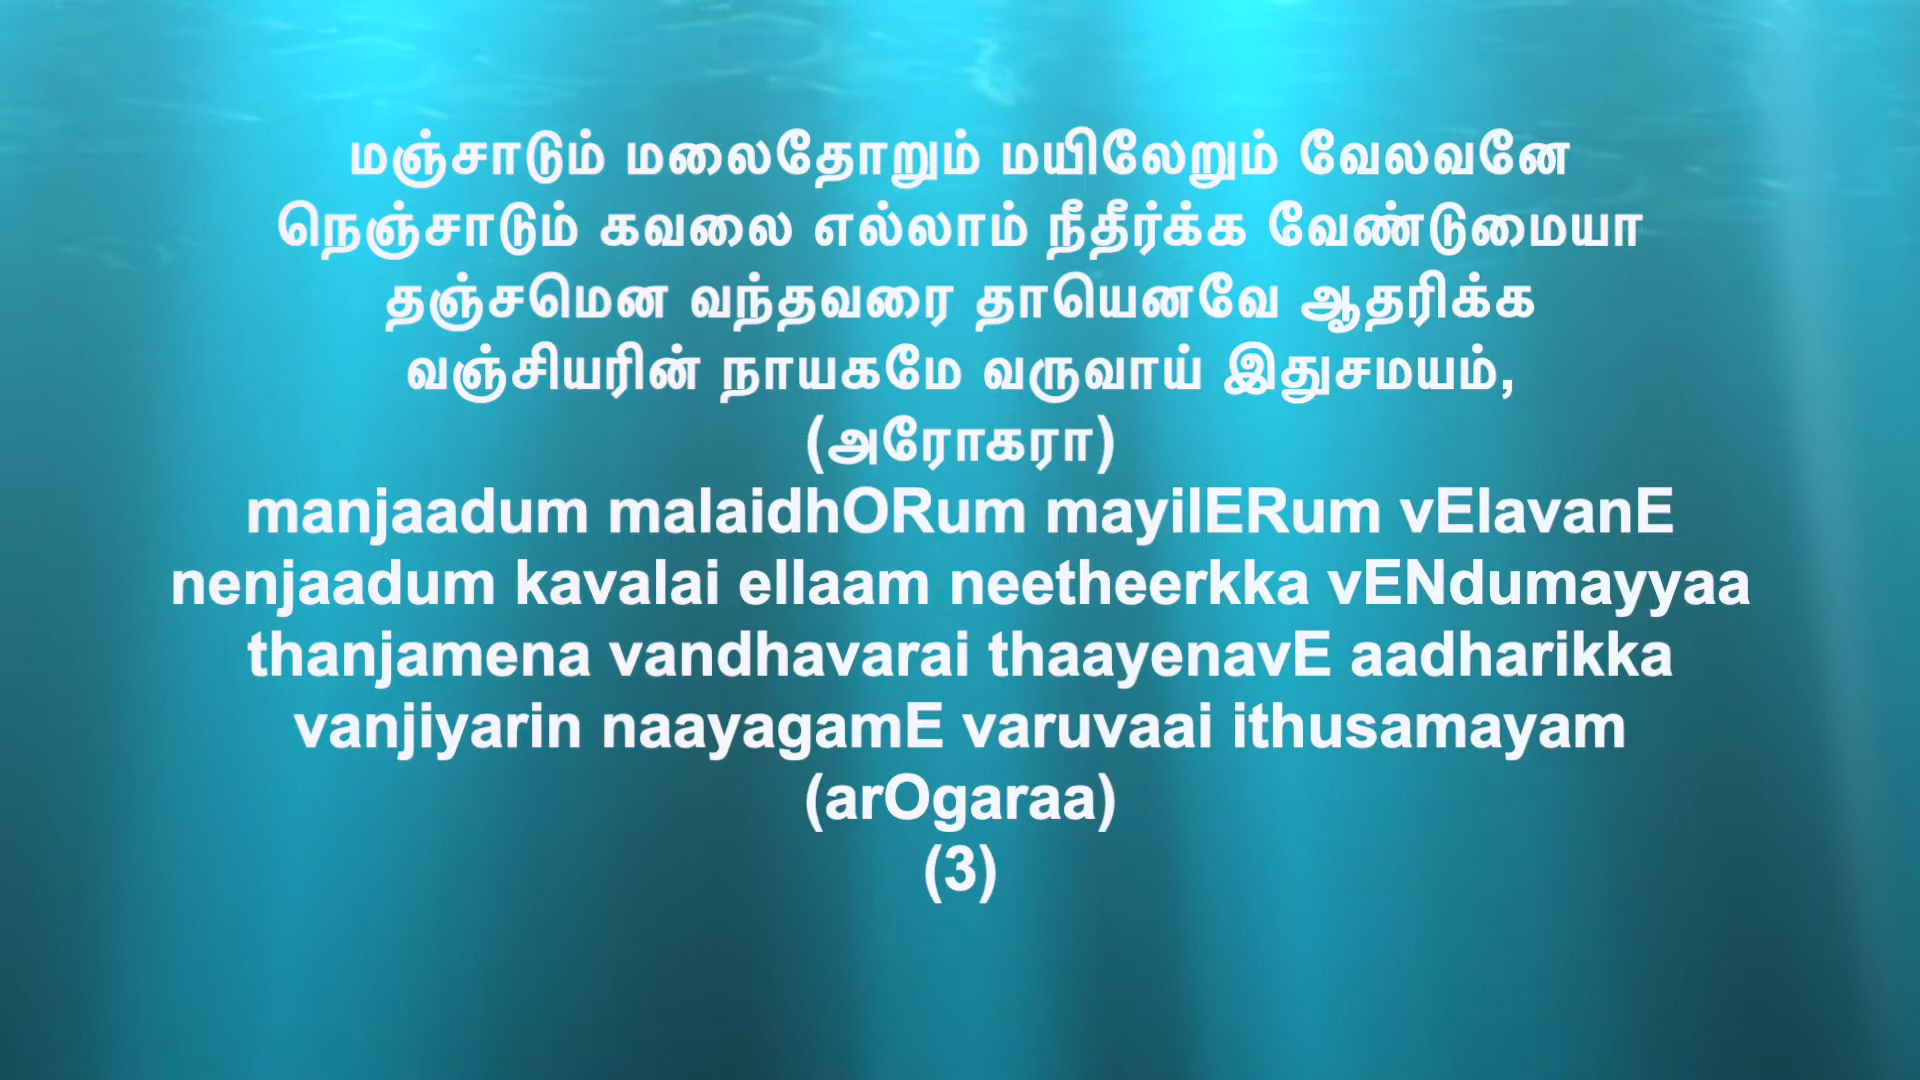 மஞ்சாடும் மலைதோறும் மயிலேறும் வேலவனே
நெஞ்சாடும் கவலை எல்லாம் நீதீர்க்க வேண்டுமையா
தஞ்சமென வந்தவரை தாயெனவே ஆதரிக்க
வஞ்சியரின் நாயகமே வருவாய் இதுசமயம்,
(அரோகரா)
manjaadum malaidhORum mayilERum vElavanE
nenjaadum kavalai ellaam neetheerkka vENdumayyaa
thanjamena vandhavarai thaayenavE aadharikka
vanjiyarin naayagamE varuvaai ithusamayam
(arOgaraa)
(3)